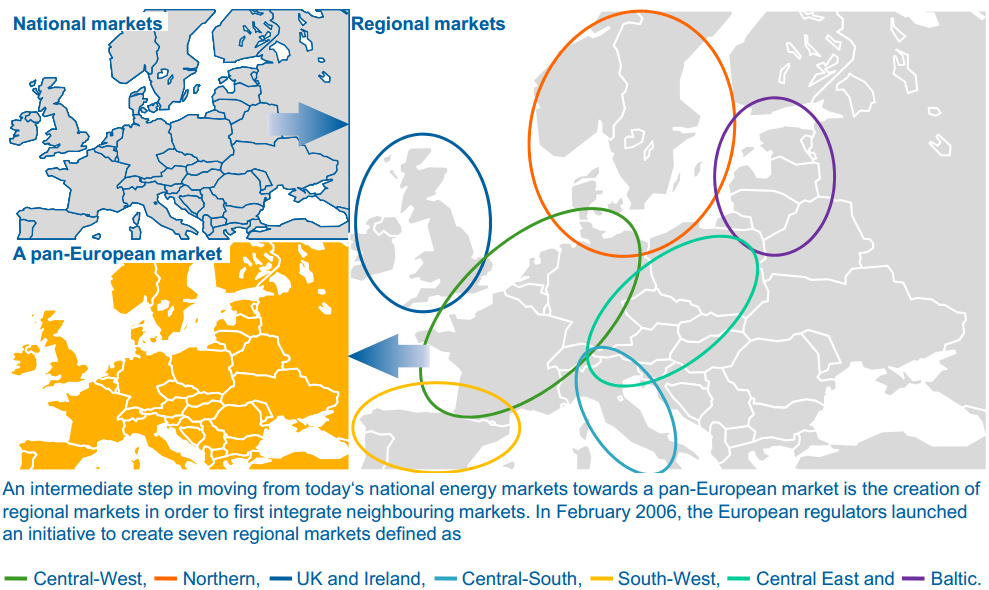 National markets
Regional markets
A pan-European market
An intermediate step in moving from today‘s national energy markets towards a pan-European market is the creation of
regional markets in order to first integrate neighbouring markets. In February 2006, the European regulators launched
an initiative to create seven regional markets defined as
Central-West, Northern, UK and Ireland, Central-South, South-West, Central East and Baltic.